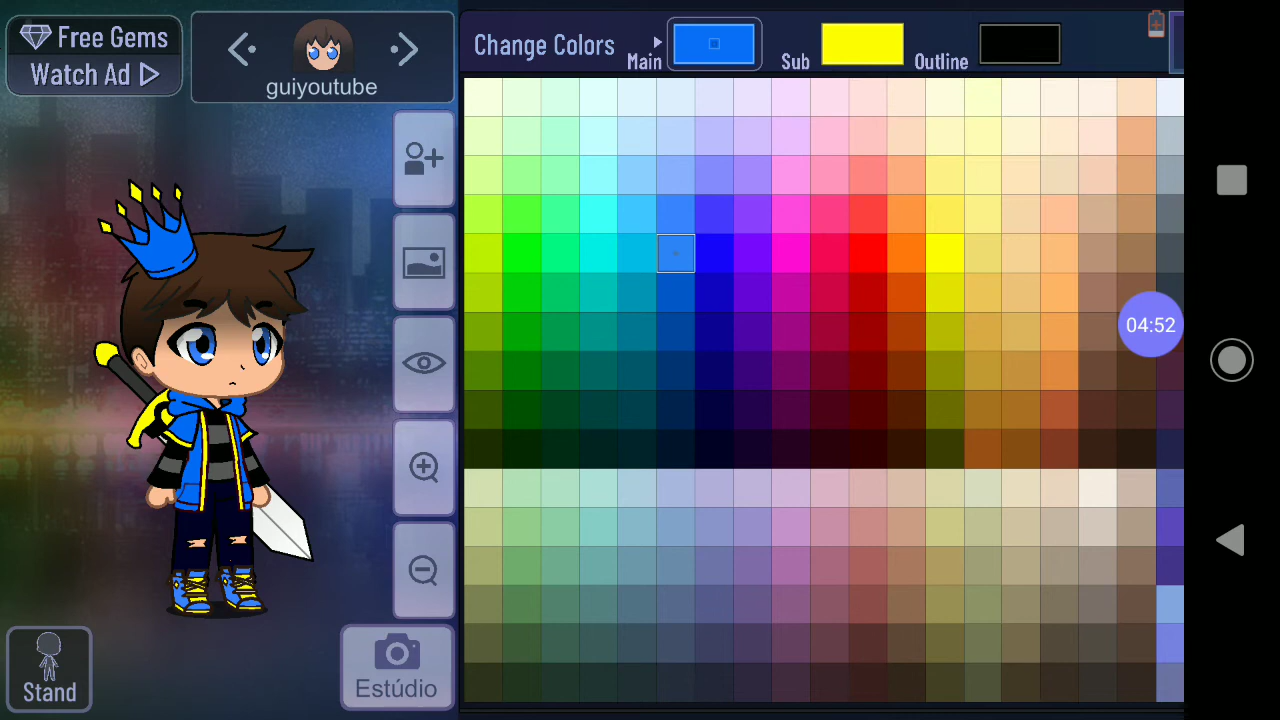 Free Gems
Watch Ad
guiyoutube
Change Colors
Main
Sub
Outline
04:52
Stand
Estúdio